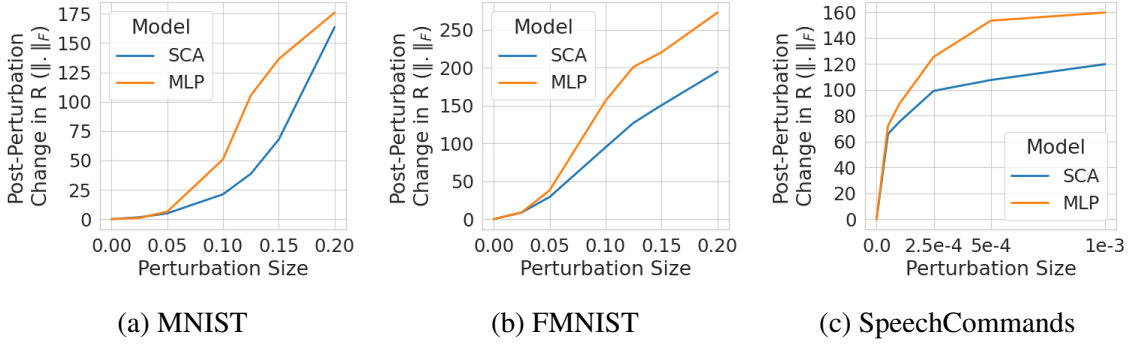 Post-Perturbation
Change in R (‖. ‖F)
175
150
125
100
75
50
25
0
Model
SCA
MLP
0.00 0.05 0.10 0.15 0.20
Perturbation Size
(a) MNIST
Post-Perturbation
Change in R (‖. ‖F)
250
200
150
100
50
0
Model
SCA
MLP
0.00 0.05 0.10 0.15 0.20
Perturbation Size
(b) FMNIST
Post-Perturbation
Change in R (‖. ‖F)
160
140
120
100
80
60
40
20
0
Model
SCA
MLP
0.0 2.5e-4 5e-4 1e-3
Perturbation Size
(c) SpeechCommands